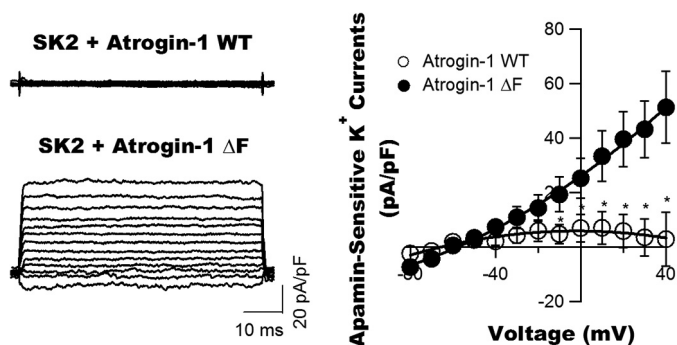 SK2 + Atrogin-1 WT
SK2 + Atrogin-1 ΔF
10 ms
20 pA/pF
Apamin-Sensitive K⁺ Currents
(pA/pF)
Atrogin-1 WT
Atrogin-1 ΔF
80
60
40
20
-20
-80
-40
40
* * * * * *
Voltage (mV)